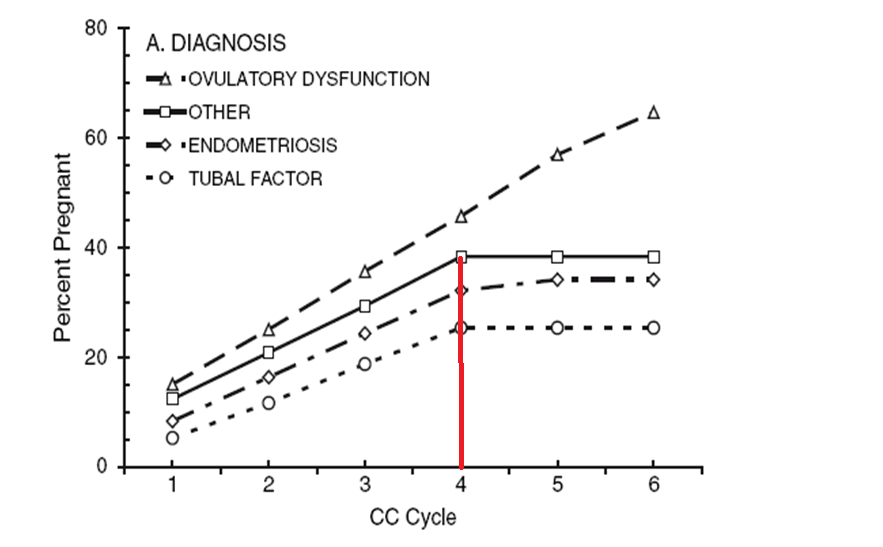 80
A. DIAGNOSIS
OVULATORY DYSFUNCTION
OTHER
60
ENDOMETRIOSIS
TUBAL FACTOR
Percent Pregnant
40
20
0
1 2 3 4 5 6
CC Cycle